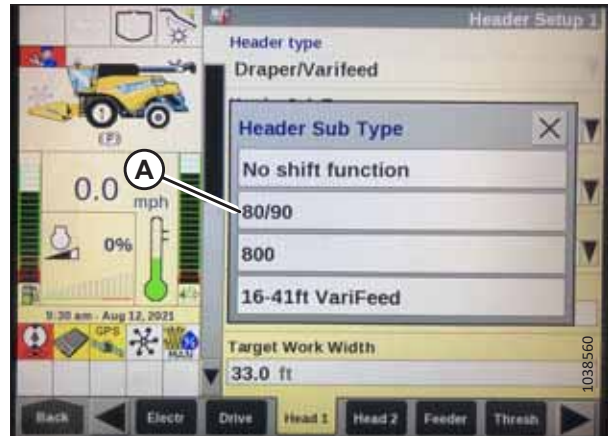 Header Setup 1
Header type
Draper/Varifeed
Header Sub Type
No shift function
80/90
800
16-41ft VariFeed
A
1
(P)
0.0 mph
0%
9:30 am - Aug 12, 2021
GPS
MAN
Target Work Width
33.0 ft
Back
Electr
Drive
Head 1
Head 2
Feeder
Thresh
1038560